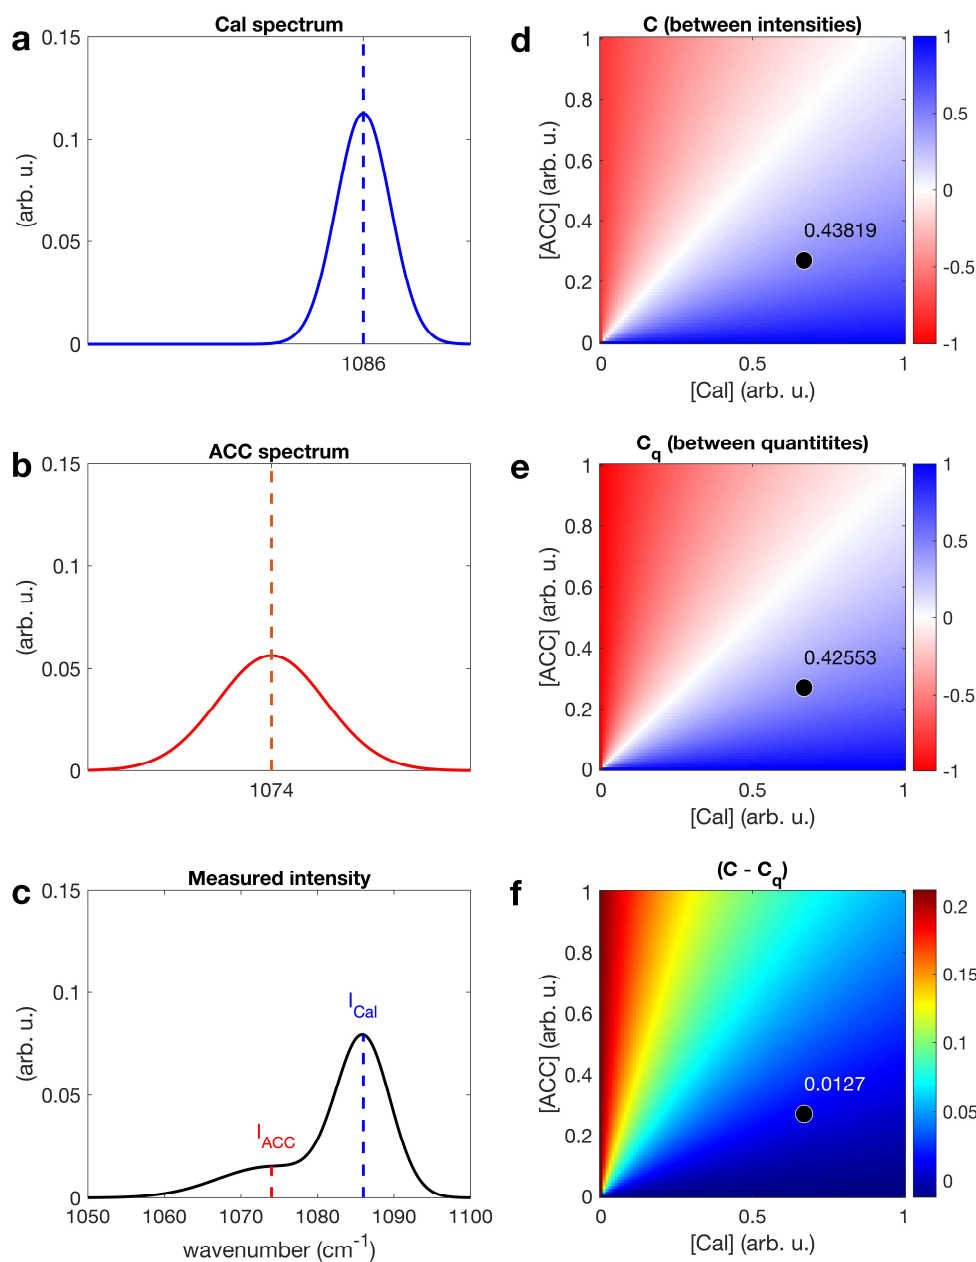 a
Cal spectrum
0.15
0.1
0.05
0
(arb. u.)
1086
b
ACC spectrum
0.15
0.1
0.05
0
(arb. u.)
1074
c
Measured intensity
0.15
0.1
0.05
0
(arb. u.)
I_Cal
I_ACC
1050 1060 1070 1080 1090 1100
wavenumber (cm⁻¹)
d
C (between intensities)
1
0.8
0.6
0.4
0.2
0
[ACC] (arb. u.)
0.43819
0 0.5 1
[Cal] (arb. u.)
1
0.5
0
-0.5
-1
e
C_q (between quantitites)
1
0.8
0.6
0.4
0.2
0
[ACC] (arb. u.)
0.42553
0 0.5 1
[Cal] (arb. u.)
1
0.5
0
-0.5
-1
f
(C - C_q)
1
0.8
0.6
0.4
0.2
0
[ACC] (arb. u.)
0.0127
0 0.5 1
[Cal] (arb. u.)
0.2
0.15
0.1
0.05
0